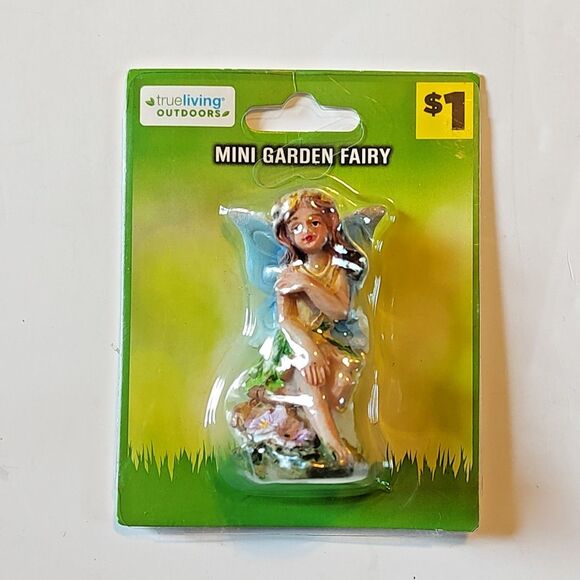 trueliving®
OUTDOORS
$1
MINI GARDEN FAIRY